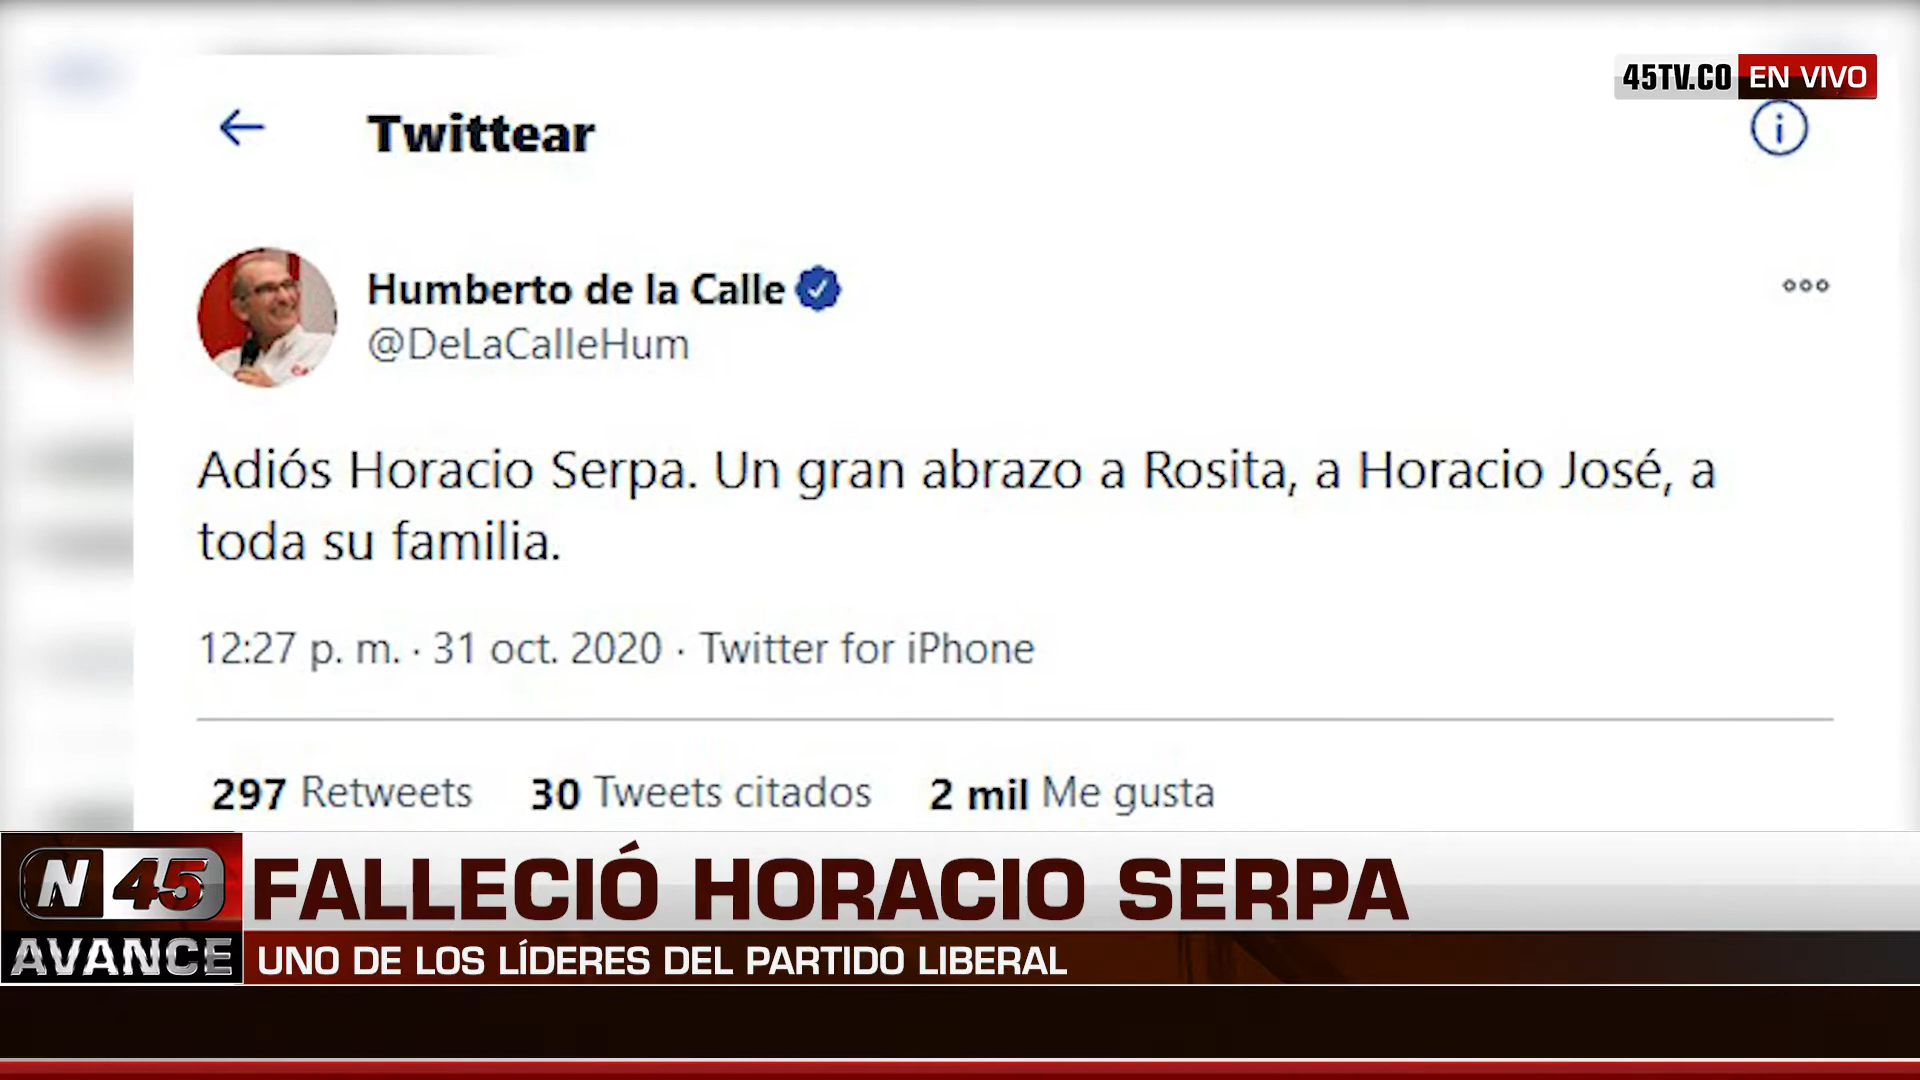 45TV.CO EN VIVO
Twittear
Humberto de la Calle
@DeLaCalleHum
Adiós Horacio Serpa. Un gran abrazo a Rosita, a Horacio José, a
toda su familia.
12:27 p. m. · 31 oct. 2020 · Twitter for iPhone
297 Retweets 30 Tweets citados 2 mil Me gusta
N 45
AVANCE
FALLECIÓ HORACIO SERPA
UNO DE LOS LÍDERES DEL PARTIDO LIBERAL